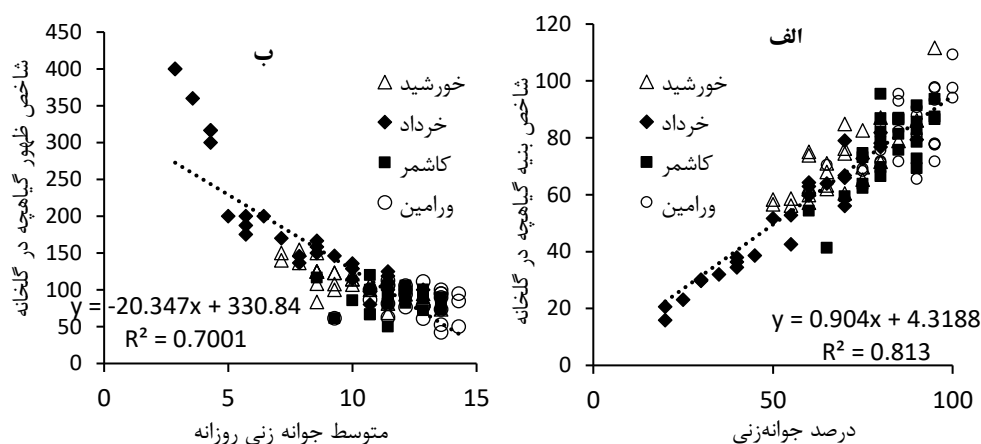 ب
450
400
350
300
250
200
150
100
50
0
0
5
10
15
شاخص ظهور گیاهچه در گلخانه
متوسط جوانه زنی روزانه
خورشید
خرداد
کاشمر
ورامین
y = -20.347x + 330.84
R² = 0.7001
الف
120
100
80
60
40
20
0
0
50
100
شاخص بنیه گیاهچه در گلخانه
درصد جوانه‌زنی
خورشید
خرداد
کاشمر
ورامین
y = 0.904x + 4.3188
R² = 0.813